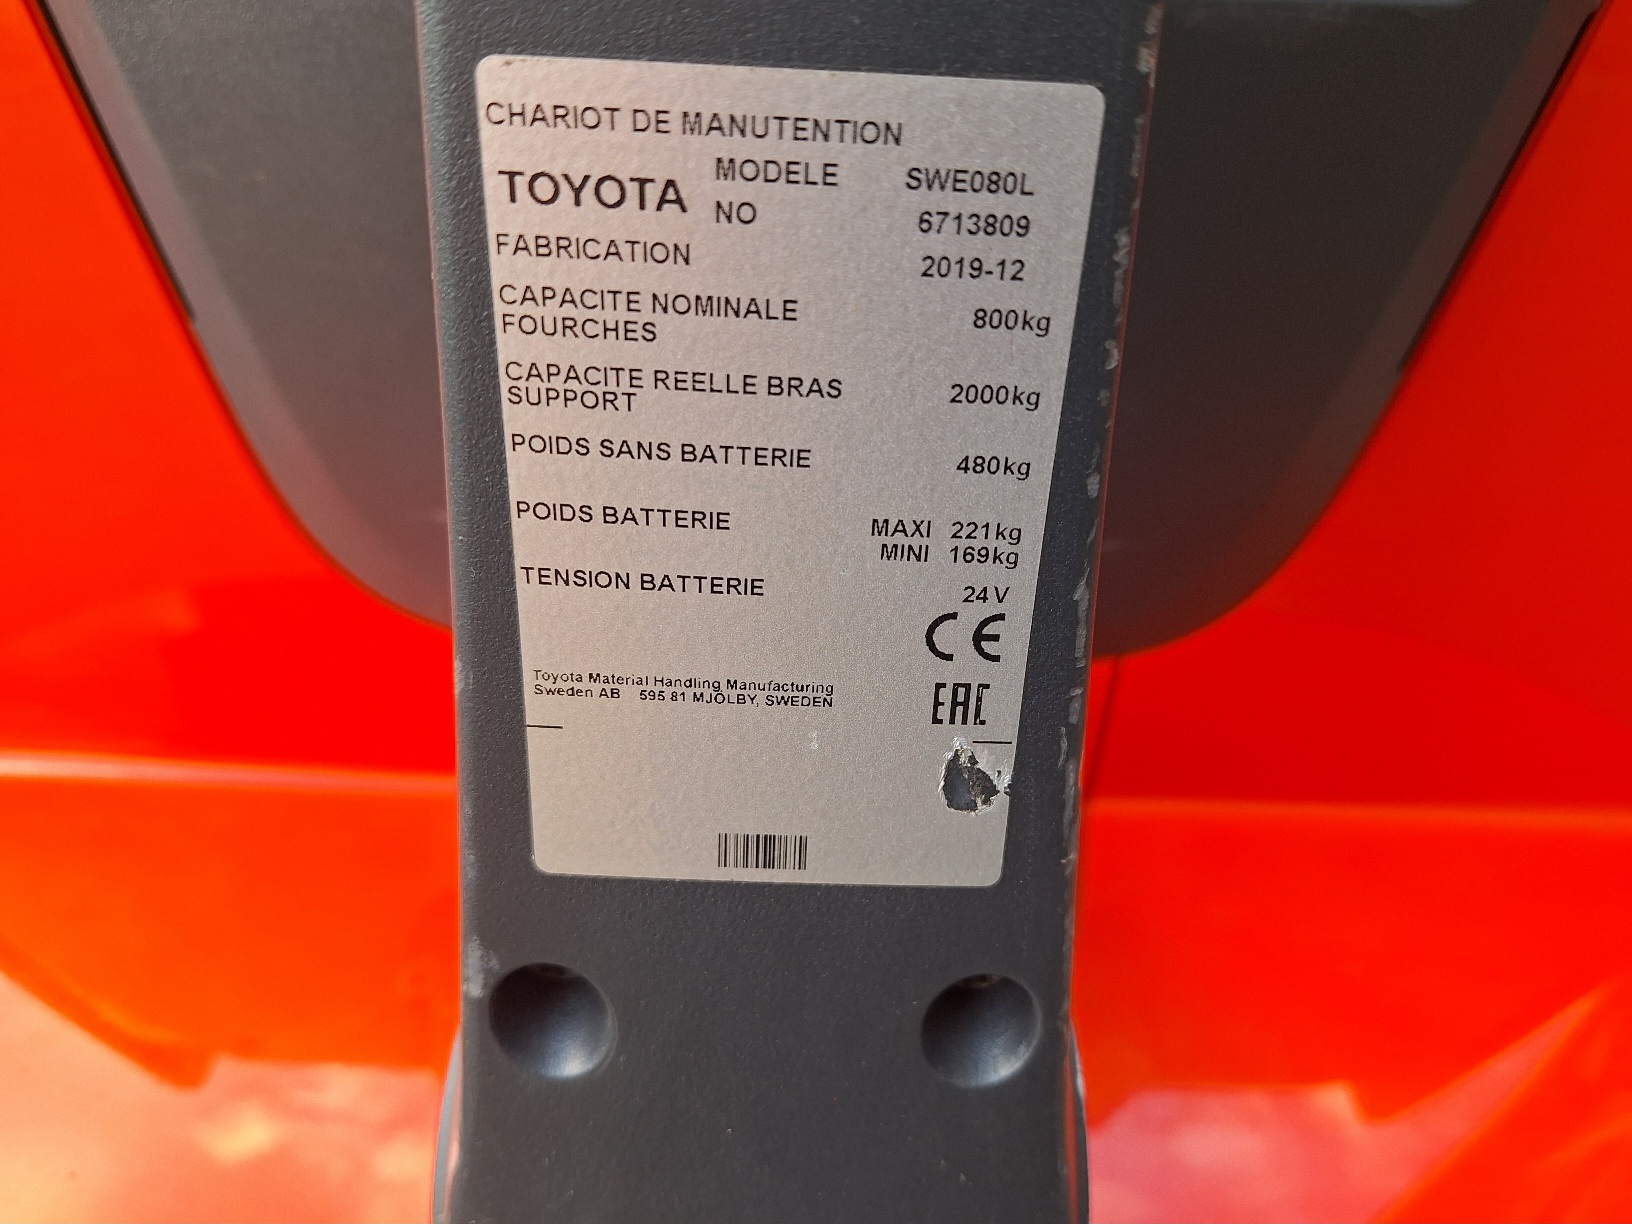 CHARIOT DE MANUTENTION
TOYOTA MODELE SWE080L
NO 6713809
FABRICATION 2019-12
CAPACITE NOMINALE 800kg
FOURCHES
CAPACITE REELLE BRAS 2000kg
SUPPORT
POIDS SANS BATTERIE 480kg
POIDS BATTERIE MAXI 221kg
MINI 169kg
TENSION BATTERIE 24V
CE
Toyota Material Handling Manufacturing
Sweden AB 595 81 MJÖLBY, SWEDEN
EAC